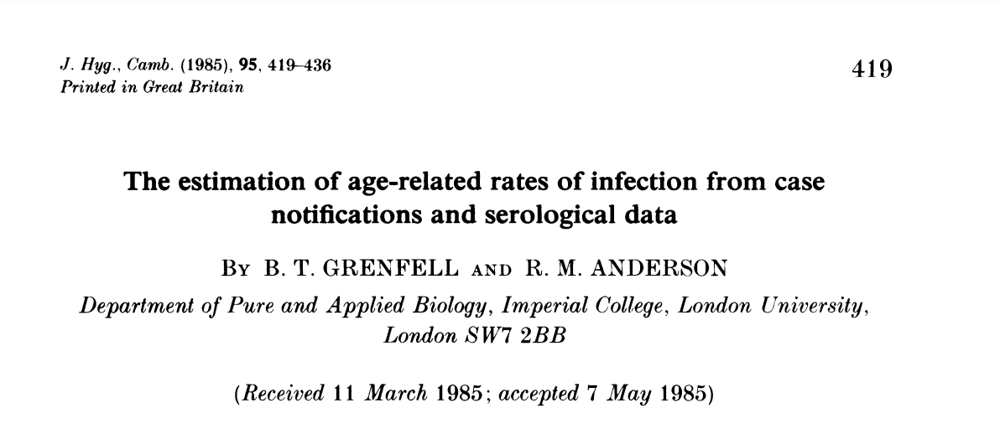 J. Hyg., Camb. (1985), 95, 419–436
419
Printed in Great Britain
The estimation of age-related rates of infection from case
notifications and serological data
By B. T. GRENFELL AND R. M. ANDERSON
Department of Pure and Applied Biology, Imperial College, London University,
London SW7 2BB
(Received 11 March 1985; accepted 7 May 1985)